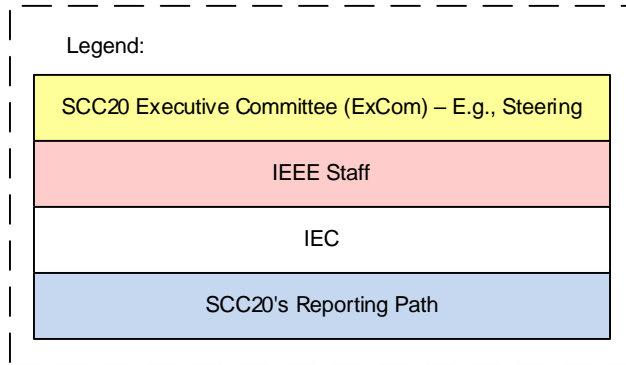 Legend:
SCC20 Executive Committee (ExCom) – E.g., Steering
IEEE Staff
IEC
SCC20's Reporting Path